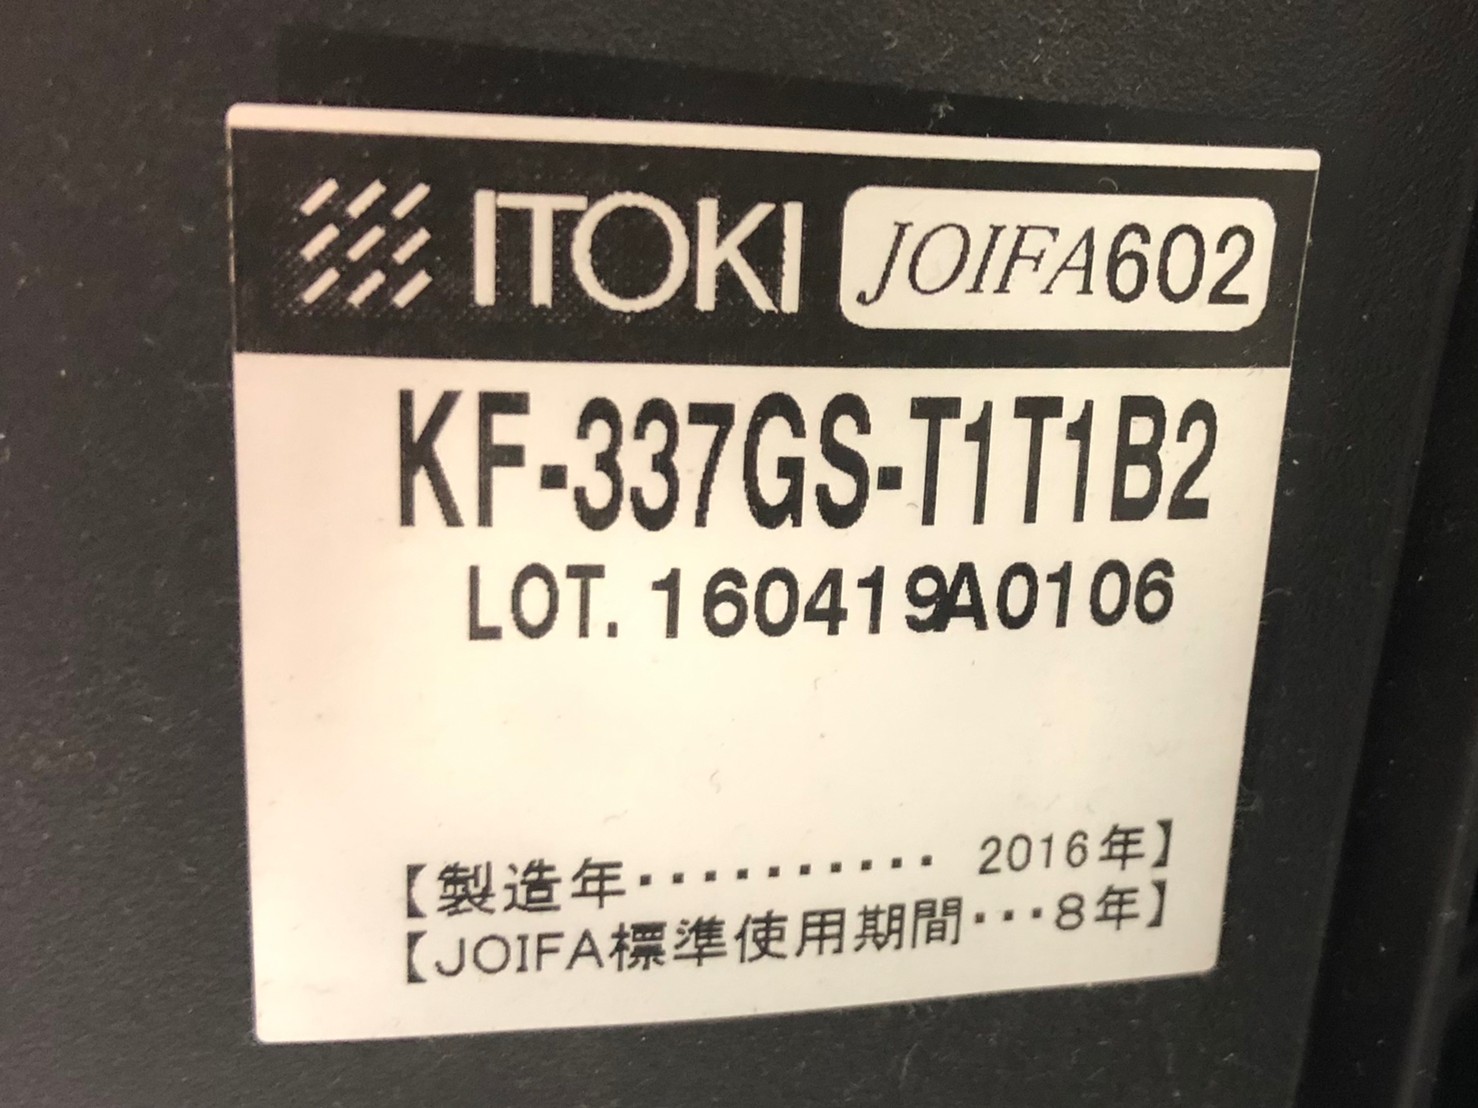 ITOKI JOIFA602
KF-337GS-T1T1B2
LOT. 160419A0106
【製造年・・・・・・・・・・ 2016年】
【JOIFA標準使用期間・・・8年】